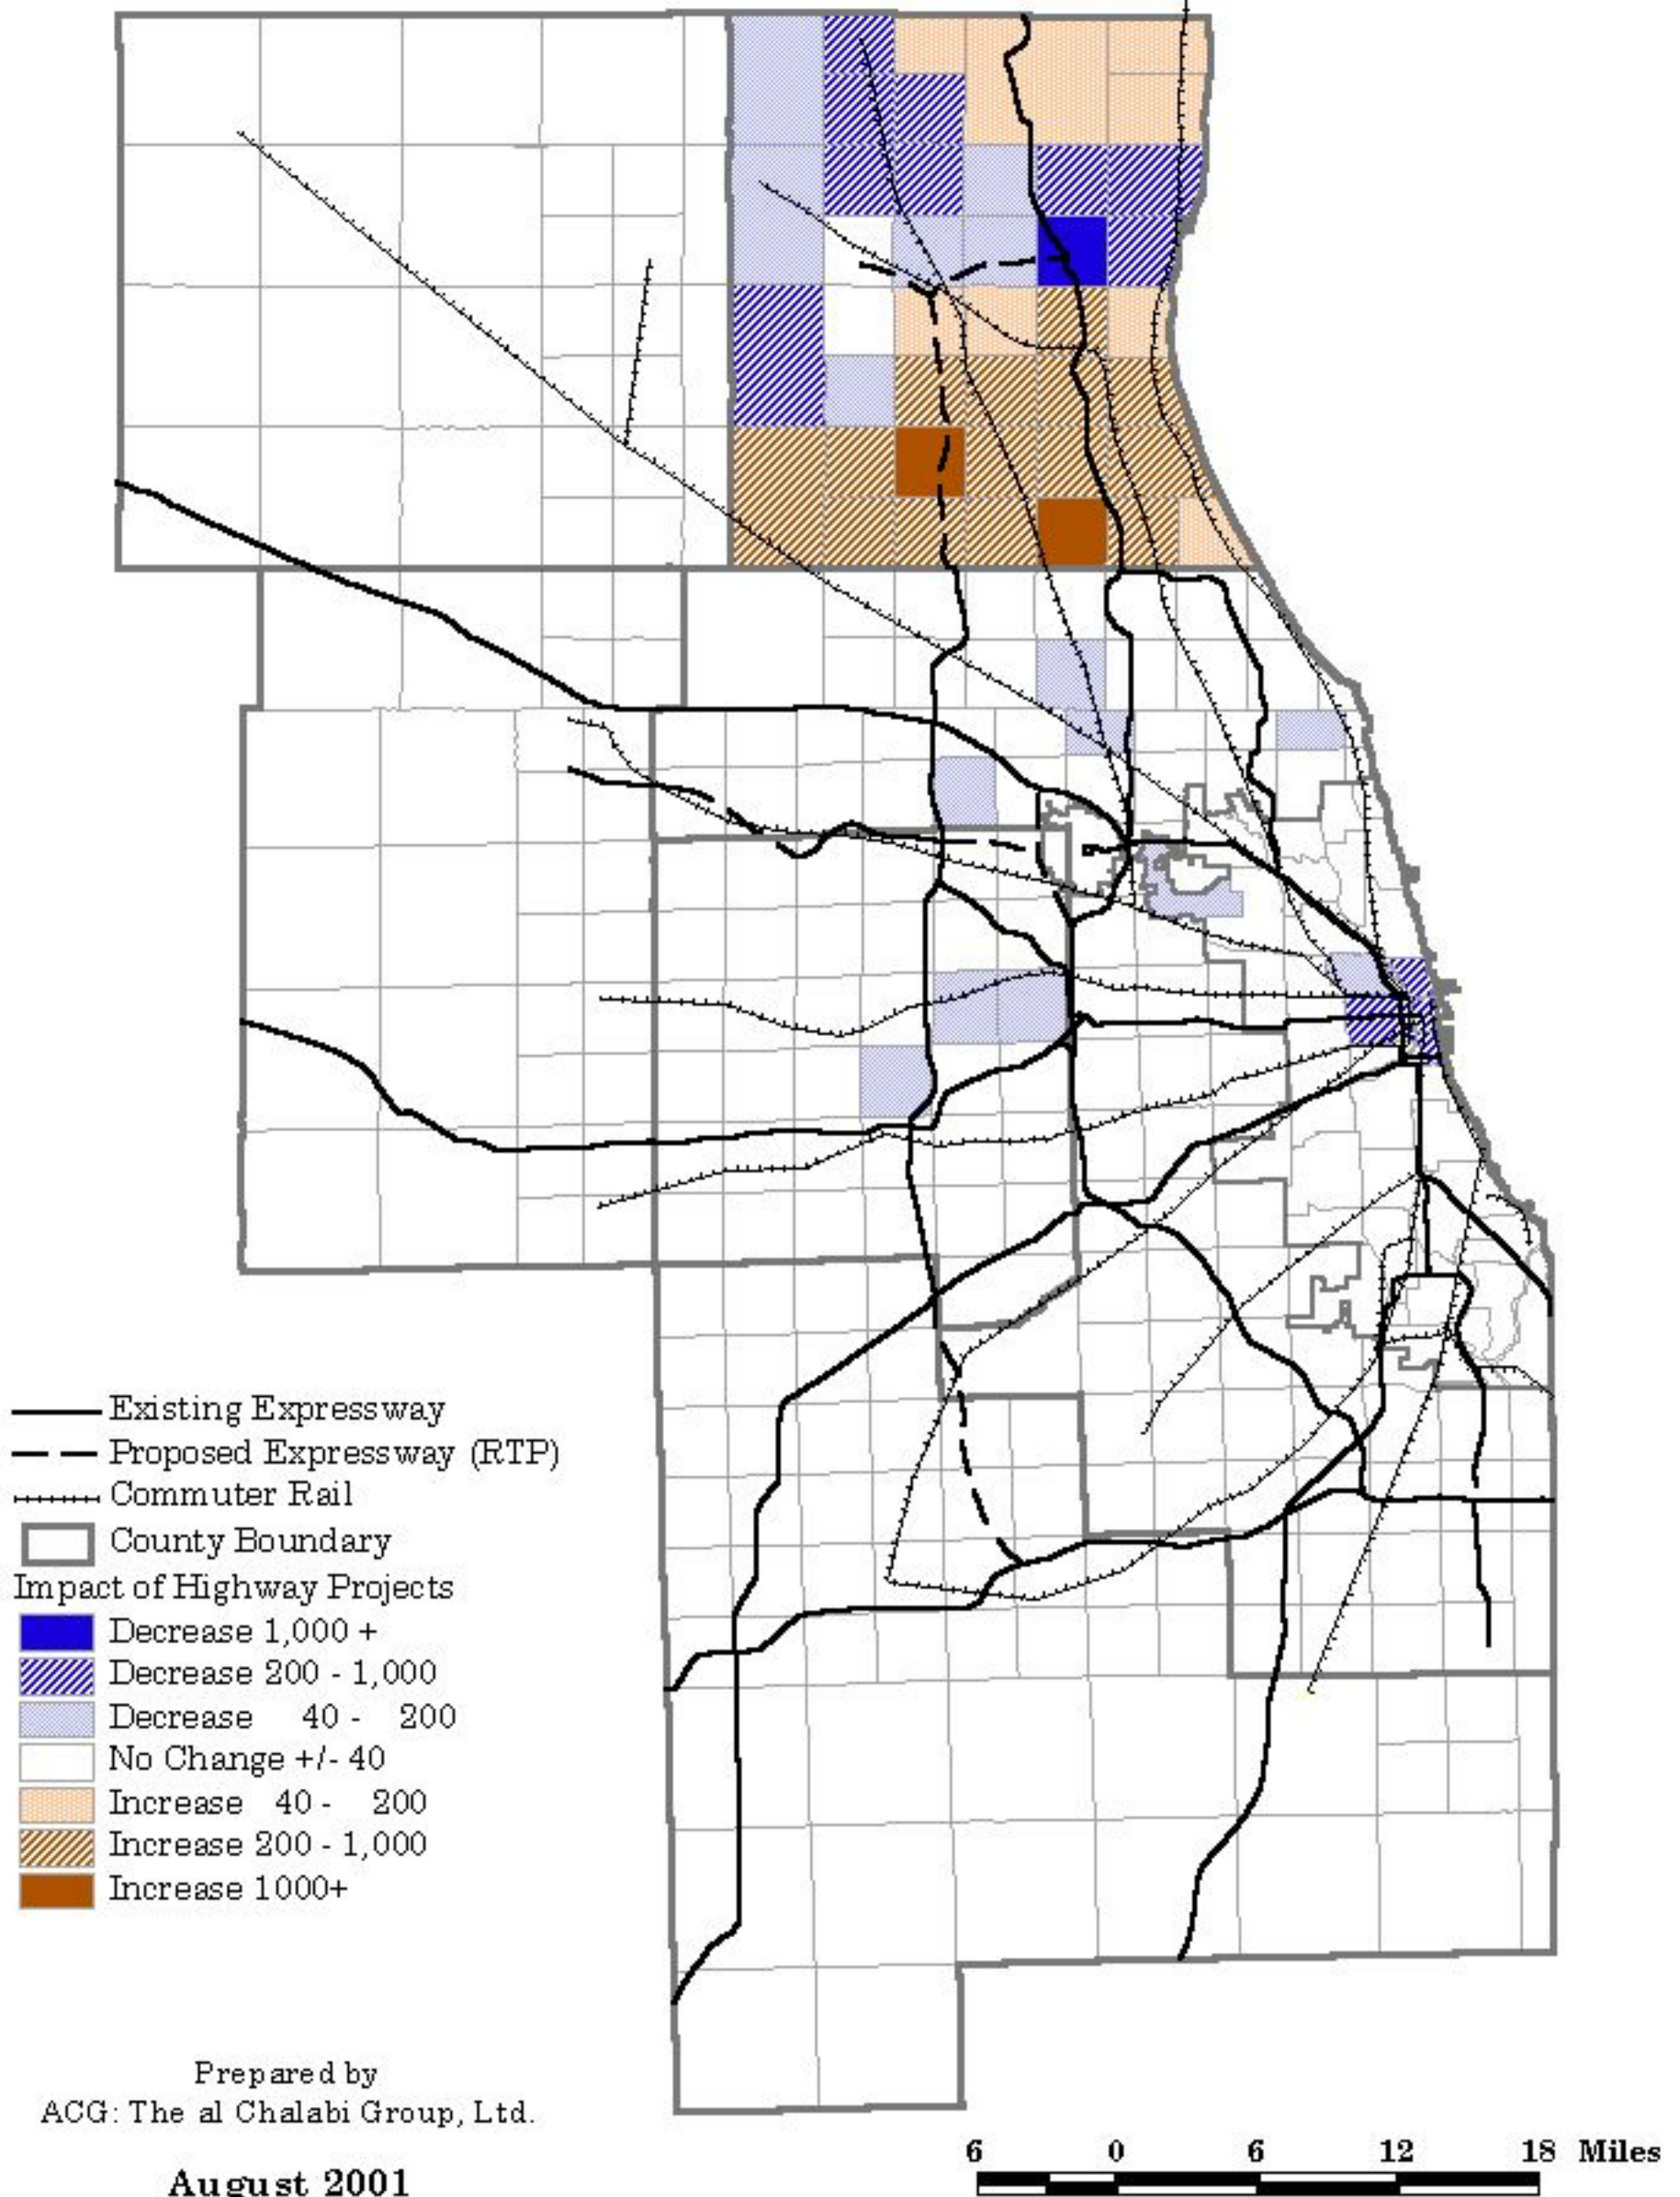 Existing Expressway
Proposed Expressway (RTP)
Commuter Rail
County Boundary
Impact of Highway Projects
Decrease 1,000 +
Decrease 200 - 1,000
Decrease 40 - 200
No Change +/- 40
Increase 40 - 200
Increase 200 - 1,000
Increase 1000+
Prepared by
ACG: The al Chalabi Group, Ltd.
August 2001
6 0 6 12 18 Miles